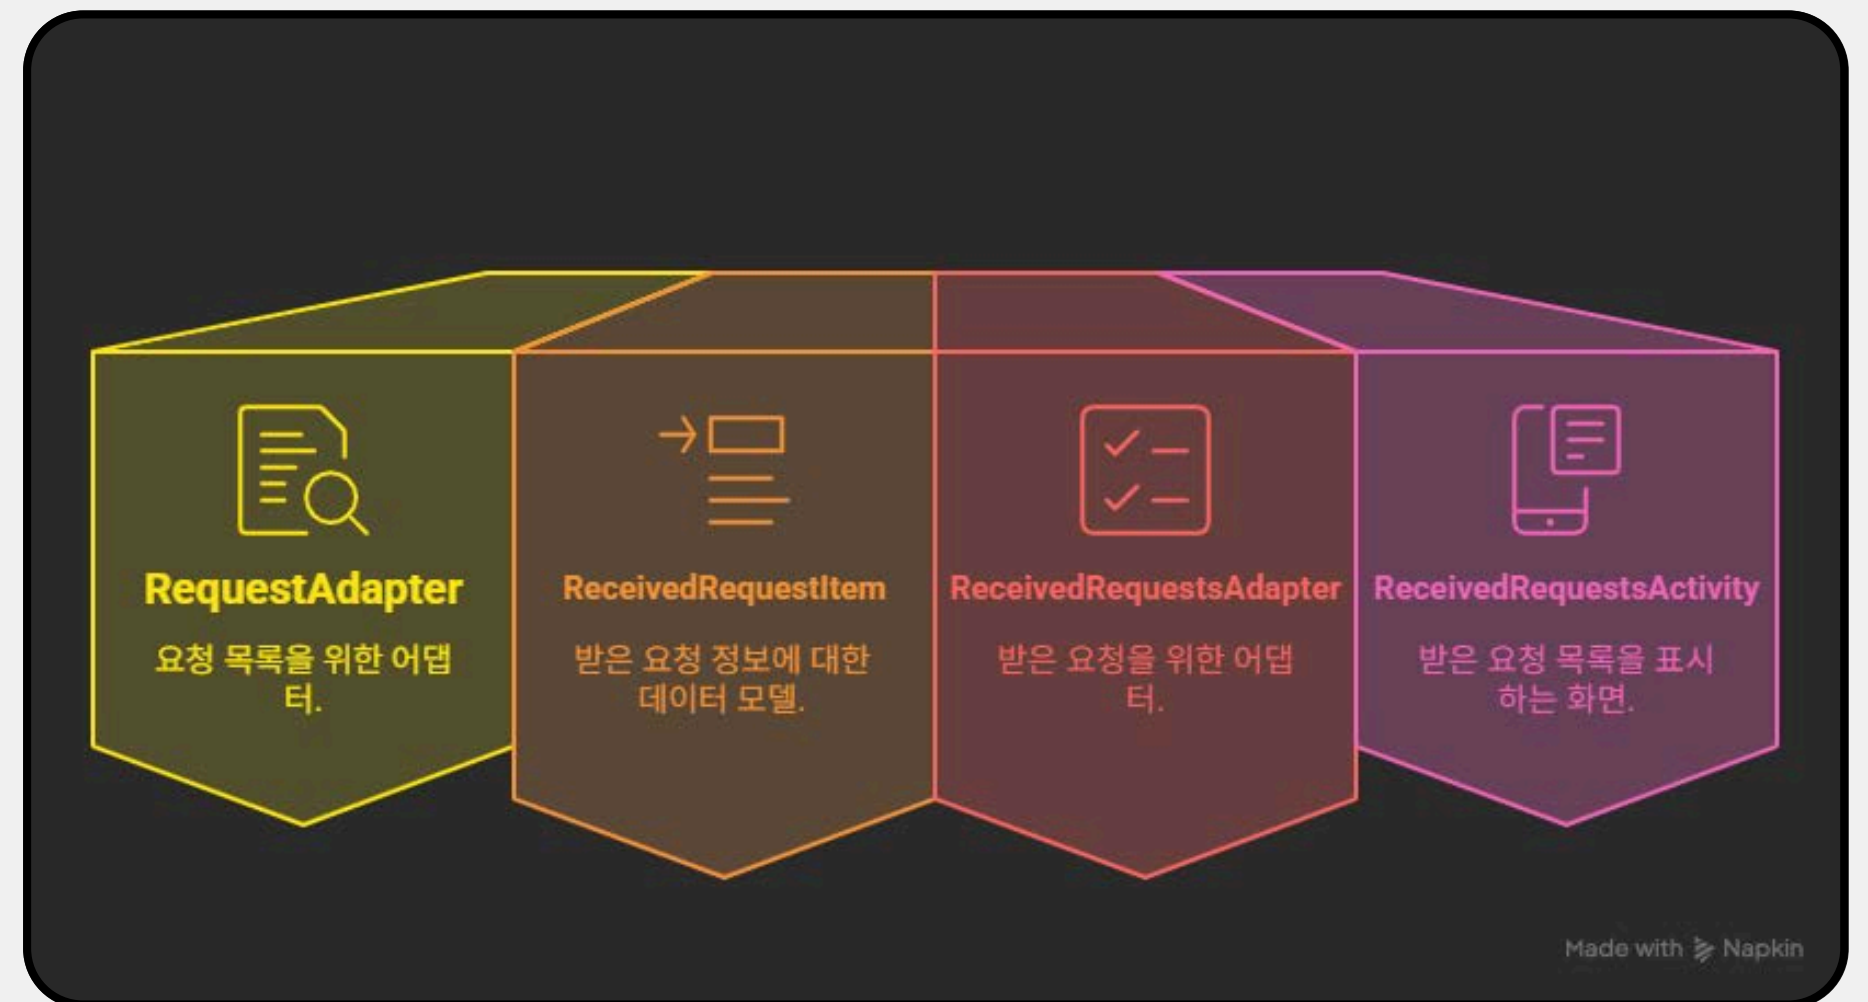 RequestAdapter
요청 목록을 위한 어댑
터.
ReceivedRequestItem
받은 요청 정보에 대한
데이터 모델.
ReceivedRequestsAdapter
받은 요청을 위한 어댑
터.
ReceivedRequestsActivity
받은 요청 목록을 표시
하는 화면.
Made with Napkin